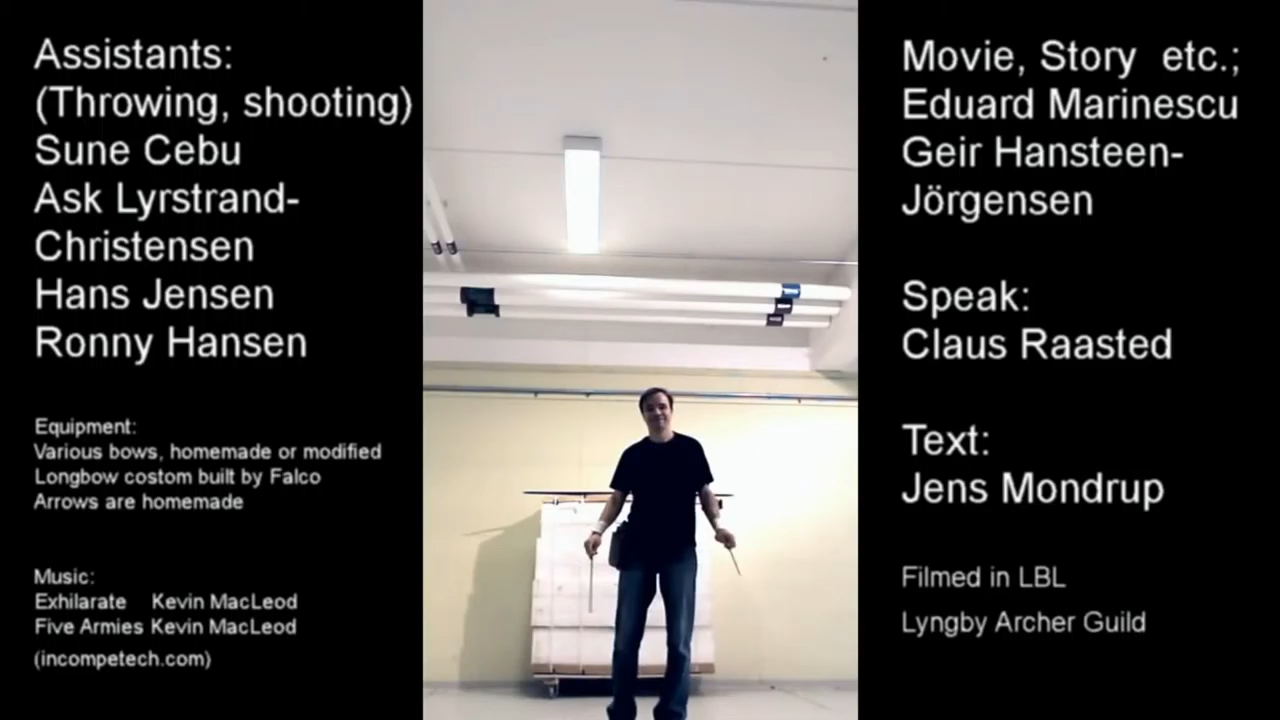 Assistants:
(Throwing, shooting)
Sune Cebu
Ask Lyrstrand-
Christensen
Hans Jensen
Ronny Hansen
Equipment:
Various bows, homemade or modified
Longbow costom built by Falco
Arrows are homemade
Music:
Exhilarate Kevin MacLeod
Five Armies Kevin MacLeod
(incompetech.com)
Movie, Story etc.;
Eduard Marinescu
Geir Hansteen-
Jörgensen
Speak:
Claus Raasted
Text:
Jens Mondrup
Filmed in LBL
Lyngby Archer Guild